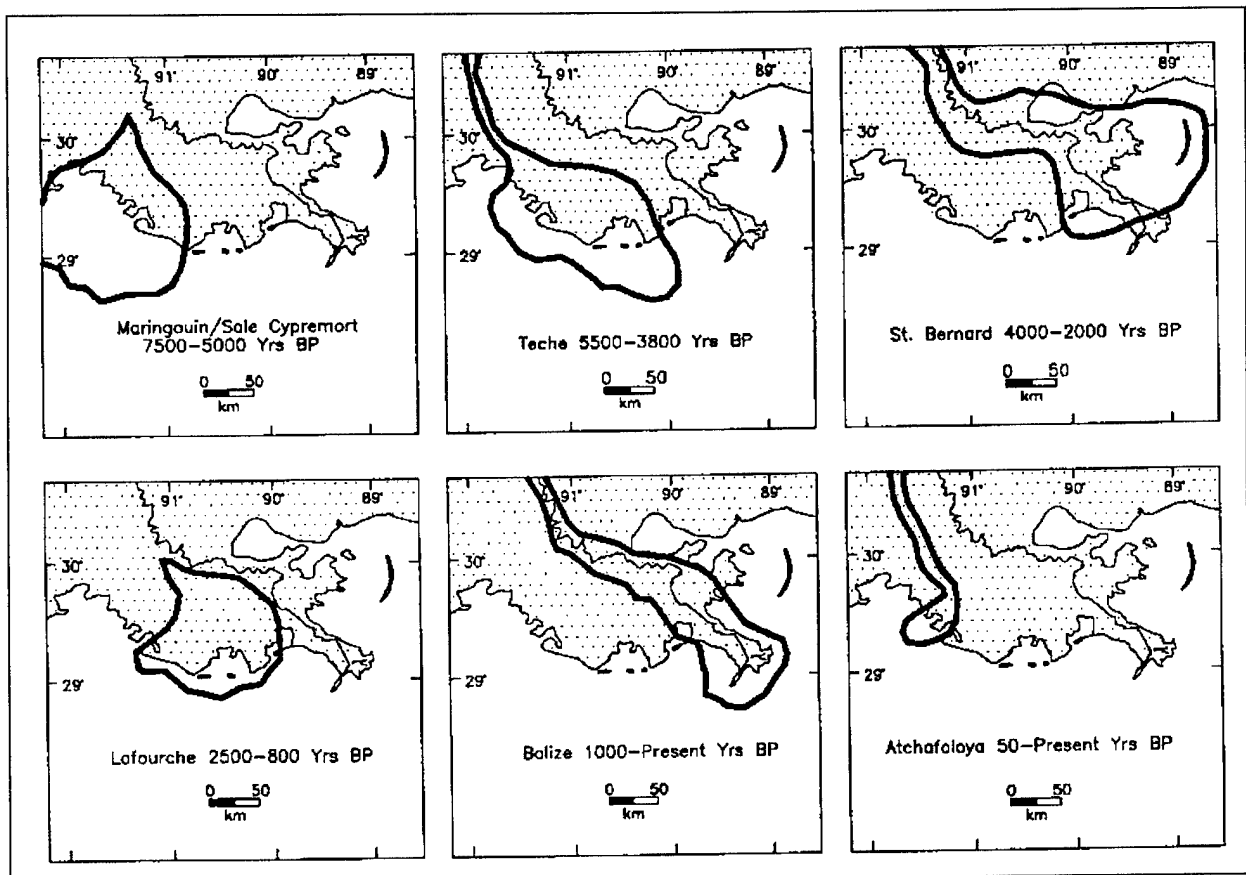 91'
90'
89'
30'
29'
Maringouin/Sale Cypremort
7500-5000 Yrs BP
0 50
km
91'
90'
89'
30'
29'
Teche 5500-3800 Yrs BP
0 50
km
91'
90'
89'
30'
29'
St. Bernard 4000-2000 Yrs BP
0 50
km
91'
90'
89'
30'
29'
Lafourche 2500-800 Yrs BP
0 50
km
91'
90'
89'
30'
29'
Balize 1000-Present Yrs BP
0 50
km
91'
90'
89'
30'
29'
Atchafalaya 50-Present Yrs BP
0 50
km